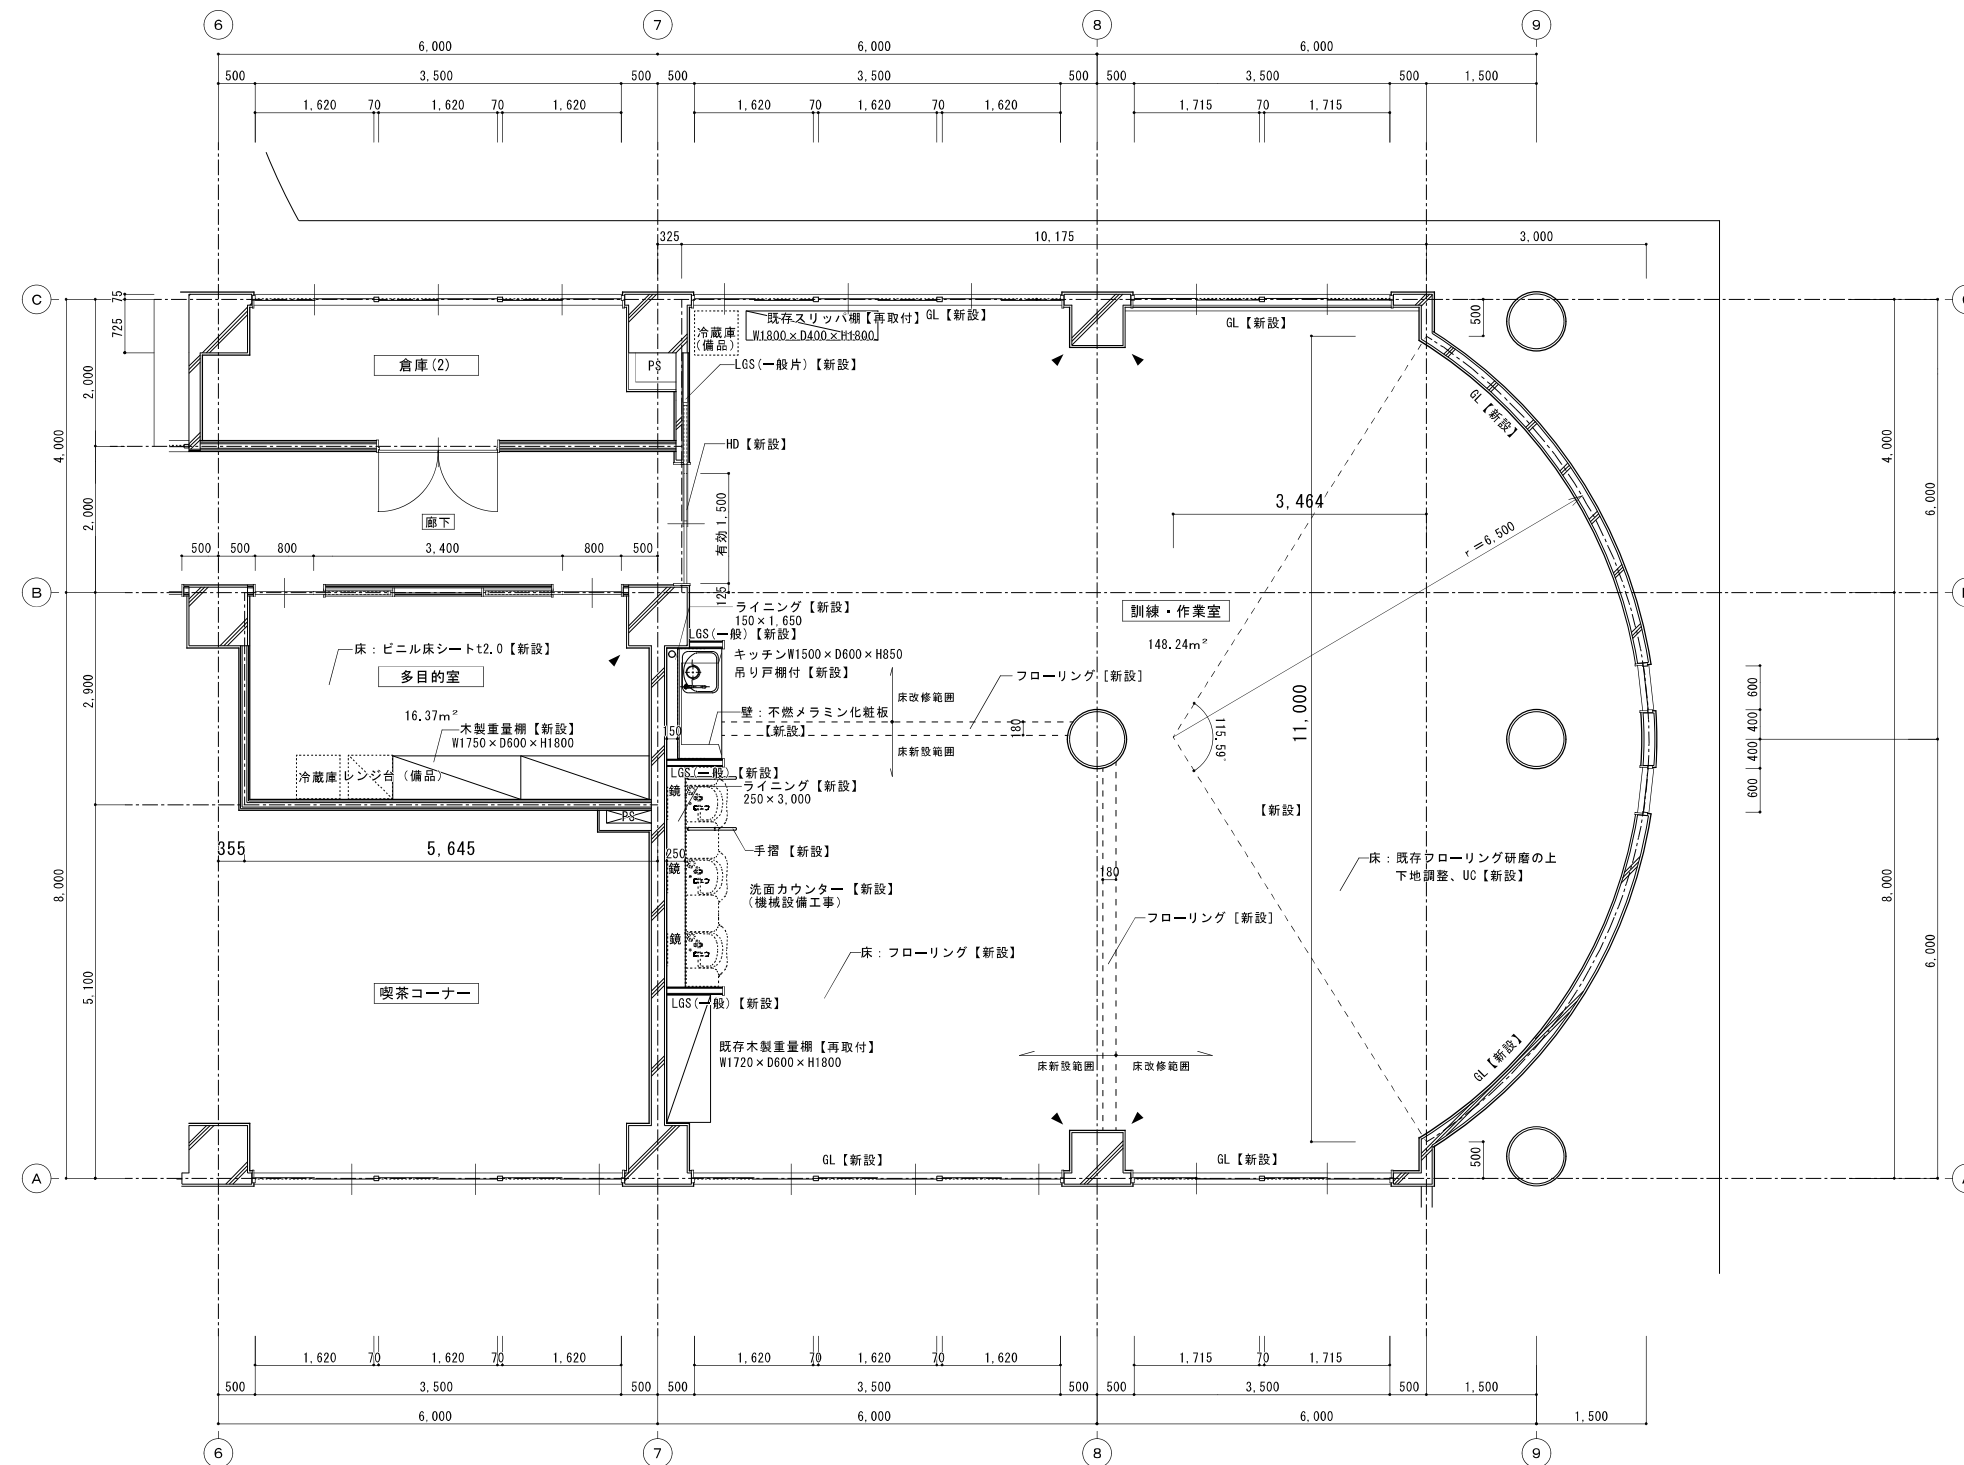 6 7 8 9
6,000 6,000 6,000
500 3,500 500 500 3,500 500 500 3,500 500 1,500
1,620 70 1,620 70 1,620 1,620 70 1,620 70 1,620 1,715 70 1,715
325 10,175 3,000
C
75
725
2,000
4,000
2,000
倉庫(2)
PS
冷蔵庫
(備品)
既存スリッパ棚【再取付】
W1800×D400×H1800
GL【新設】
GL【新設】
LGS(一般片)【新設】
HD【新設】
有効 1,500
125
500
GL【新設】
4,000
6,000
3,464
r=6,500
廊下
500 500 800 3,400 800 500
B
ライニング【新設】
150×1,650
LGS(一般)【新設】
キッチンW1500×D600×H850
吊り戸棚付【新設】
訓練・作業室
148.24m²
床:ビニル床シートt2.0【新設】
多目的室
16.37m²
木製重量棚【新設】
W1750×D600×H1800
冷蔵庫 レンジ台 (備品)
2,900
壁:不燃メラミン化粧板
【新設】
150
床改修範囲
床新設範囲
フローリング [新設]
180
11,000
115.59°
600
400
400
600
LGS(一般)【新設】
ライニング【新設】
250×3,000
PS
鏡
鏡
鏡
250
手摺【新設】
洗面カウンター【新設】
(機械設備工事)
355 5,645
【新設】
180
床:既存フローリング研磨の上
下地調整、UC【新設】
フローリング [新設]
床:フローリング【新設】
8,000
5,100
8,000
6,000
喫茶コーナー
LGS(一般)【新設】
既存木製重量棚【再取付】
W1720×D600×H1800
床新設範囲
床改修範囲
GL【新設】
GL【新設】
GL【新設】
500
A
1,620 70 1,620 70 1,620 1,620 70 1,620 70 1,620 1,715 70 1,715
500 3,500 500 500 3,500 500 500 3,500 500 1,500
6,000 6,000 6,000 1,500
6 7 8 9